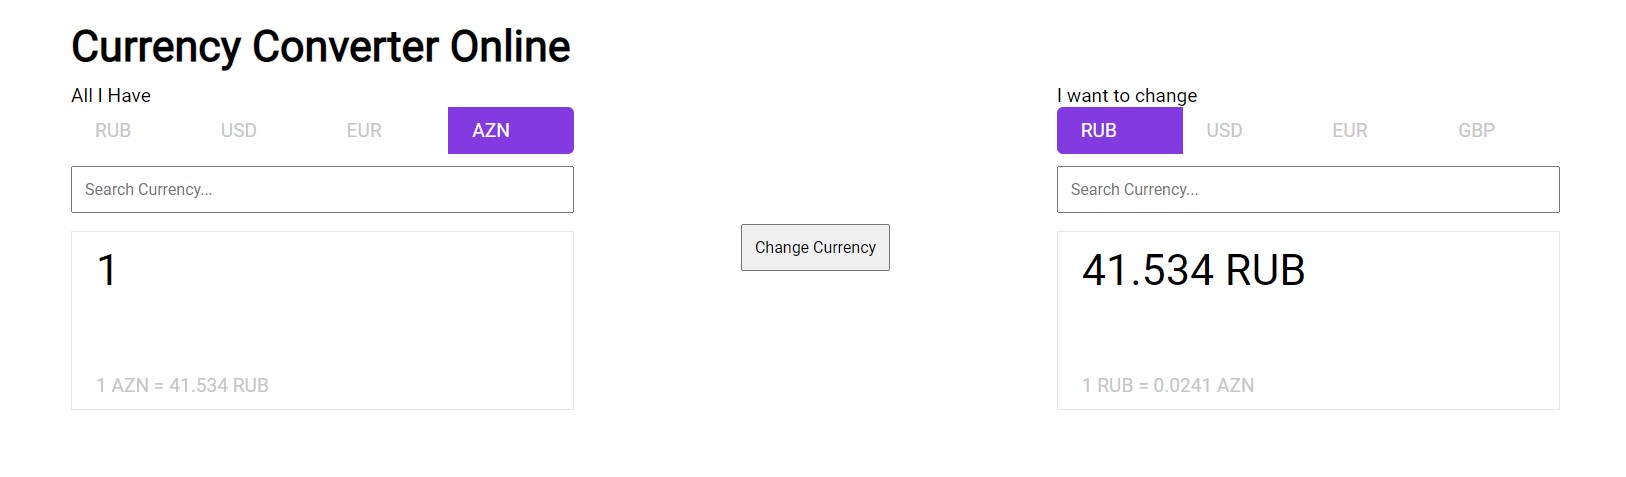 Currency Converter Online
All I Have
RUB USD EUR AZN
Search Currency...
1
1 AZN = 41.534 RUB
Change Currency
I want to change
RUB USD EUR GBP
Search Currency...
41.534 RUB
1 RUB = 0.0241 AZN